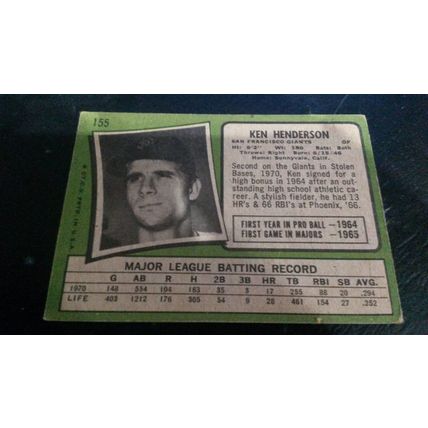 155
KEN HENDERSON
SAN FRANCISCO GIANTS OF
Ht: 6'2" Wt: 180 Bats: Both
Throws: Right Born: 6/15/46
Home: Sunnyvale, Calif.
Second on the Giants in Stolen
Bases, 1970, Ken signed for a
high bonus in 1964 after an out-
standing high school athletic ca-
reer. A stylish fielder, he had 13
HR's & 66 RBI's at Phoenix, '66.
FIRST YEAR IN PRO BALL — 1964
FIRST GAME IN MAJORS — 1965
© T.C.G. PRTD. IN U.S.A.
MAJOR LEAGUE BATTING RECORD
G AB R H 2B 3B HR TB RBI SB AVG.
1970 148 554 104 163 35 3 17 255 88 20 .294
LIFE 403 1212 176 305 54 9 28 461 154 27 .252